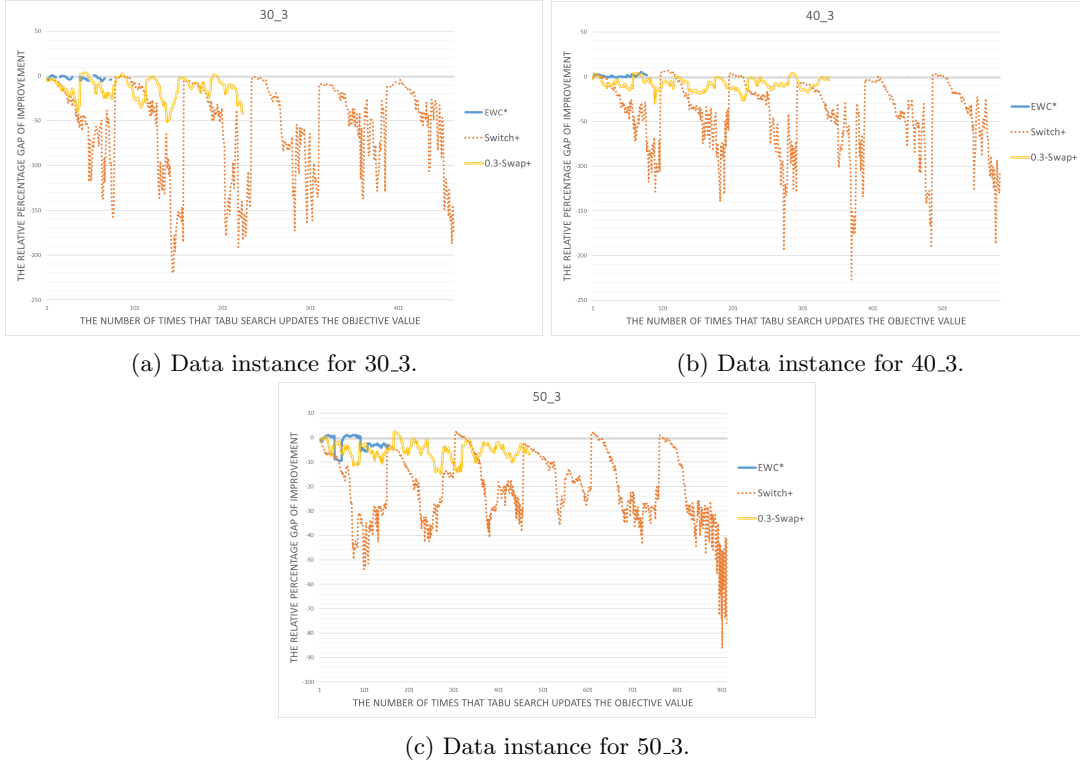 30_3
THE RELATIVE PERCENTAGE GAP OF IMPROVEMENT
50
0
-50
-100
-150
-200
-250
1
101
201
301
401
THE NUMBER OF TIMES THAT TABU SEARCH UPDATES THE OBJECTIVE VALUE
EWC*
Switch+
0.3-Swap+
(a) Data instance for 30_3.
40_3
THE RELATIVE PERCENTAGE GAP OF IMPROVEMENT
50
0
-50
-100
-150
-200
-250
-300
1
101
201
301
401
501
THE NUMBER OF TIMES THAT TABU SEARCH UPDATES THE OBJECTIVE VALUE
EWC*
Switch+
0.3-Swap+
(b) Data instance for 40_3.
50_3
THE RELATIVE PERCENTAGE GAP OF IMPROVEMENT
10
0
-10
-20
-30
-40
-50
-60
-70
-80
-90
-100
1
101
201
301
401
501
601
701
801
901
THE NUMBER OF TIMES THAT TABU SEARCH UPDATES THE OBJECTIVE VALUE
EWC*
Switch+
0.3-Swap+
(c) Data instance for 50_3.